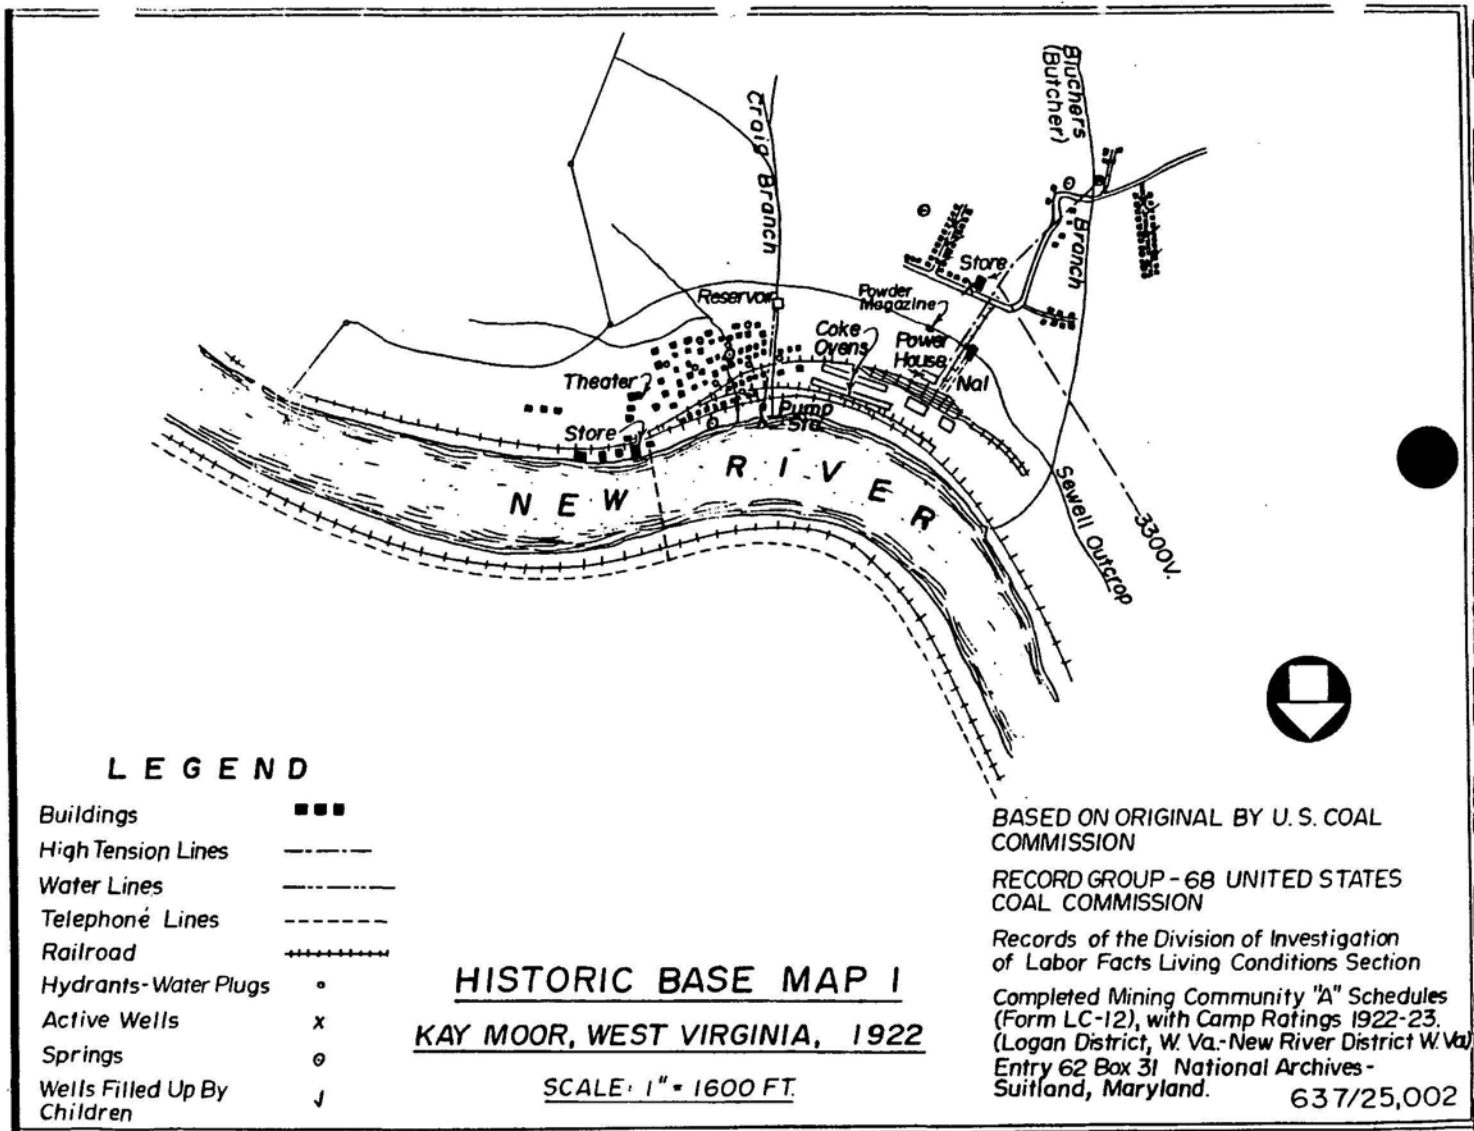 Bluchers
(Butcher)
Branch
Craig Branch
Store
Powder
Magazine
Reservoir
Coke
Ovens
Power
House
Theater
Na1
Store
Pump
Sta.
NEW RIVER
Sewell Outcrop
3300V.
LEGEND
Buildings
High Tension Lines
Water Lines
Telephone Lines
Railroad
Hydrants-Water Plugs
Active Wells
Springs
Wells Filled Up By
Children
HISTORIC BASE MAP I
KAY MOOR, WEST VIRGINIA, 1922
SCALE: 1" = 1600 FT.
BASED ON ORIGINAL BY U.S. COAL
COMMISSION
RECORD GROUP-68 UNITED STATES
COAL COMMISSION
Records of the Division of Investigation
of Labor Facts Living Conditions Section
Completed Mining Community "A" Schedules
(Form LC-12), with Camp Ratings 1922-23.
(Logan District, W. Va.-New River District W. Va)
Entry 62 Box 31 National Archives-
Suitland, Maryland.
637/25,002